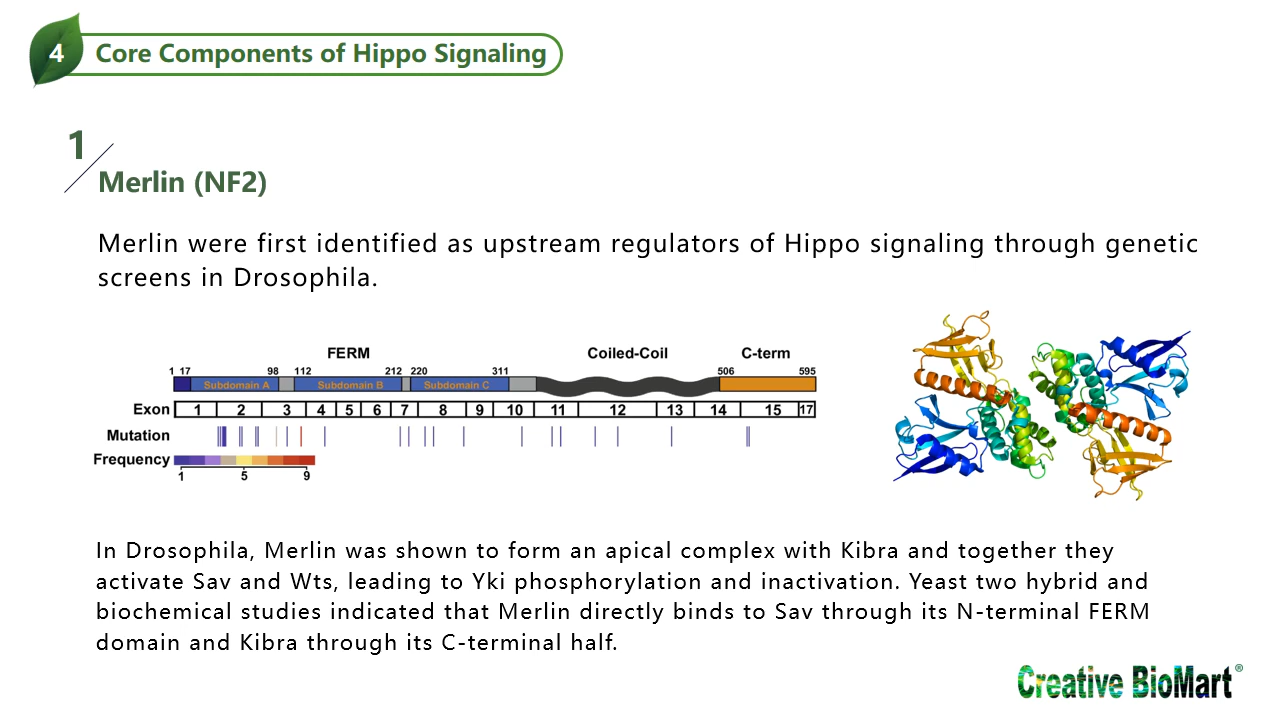 4 Core Components of Hippo Signaling
1
Merlin (NF2)
Merlin were first identified as upstream regulators of Hippo signaling through genetic
screens in Drosophila.
FERM Coiled-Coil C-term
1 17 98 112 212 220 311 506 595
Subdomain A Subdomain B Subdomain C
Exon 1 2 3 4 5 6 7 8 9 10 11 12 13 14 15 17
Mutation
Frequency
1 5 9
In Drosophila, Merlin was shown to form an apical complex with Kibra and together they
activate Sav and Wts, leading to Yki phosphorylation and inactivation. Yeast two hybrid and
biochemical studies indicated that Merlin directly binds to Sav through its N-terminal FERM
domain and Kibra through its C-terminal half.
Creative BioMart®